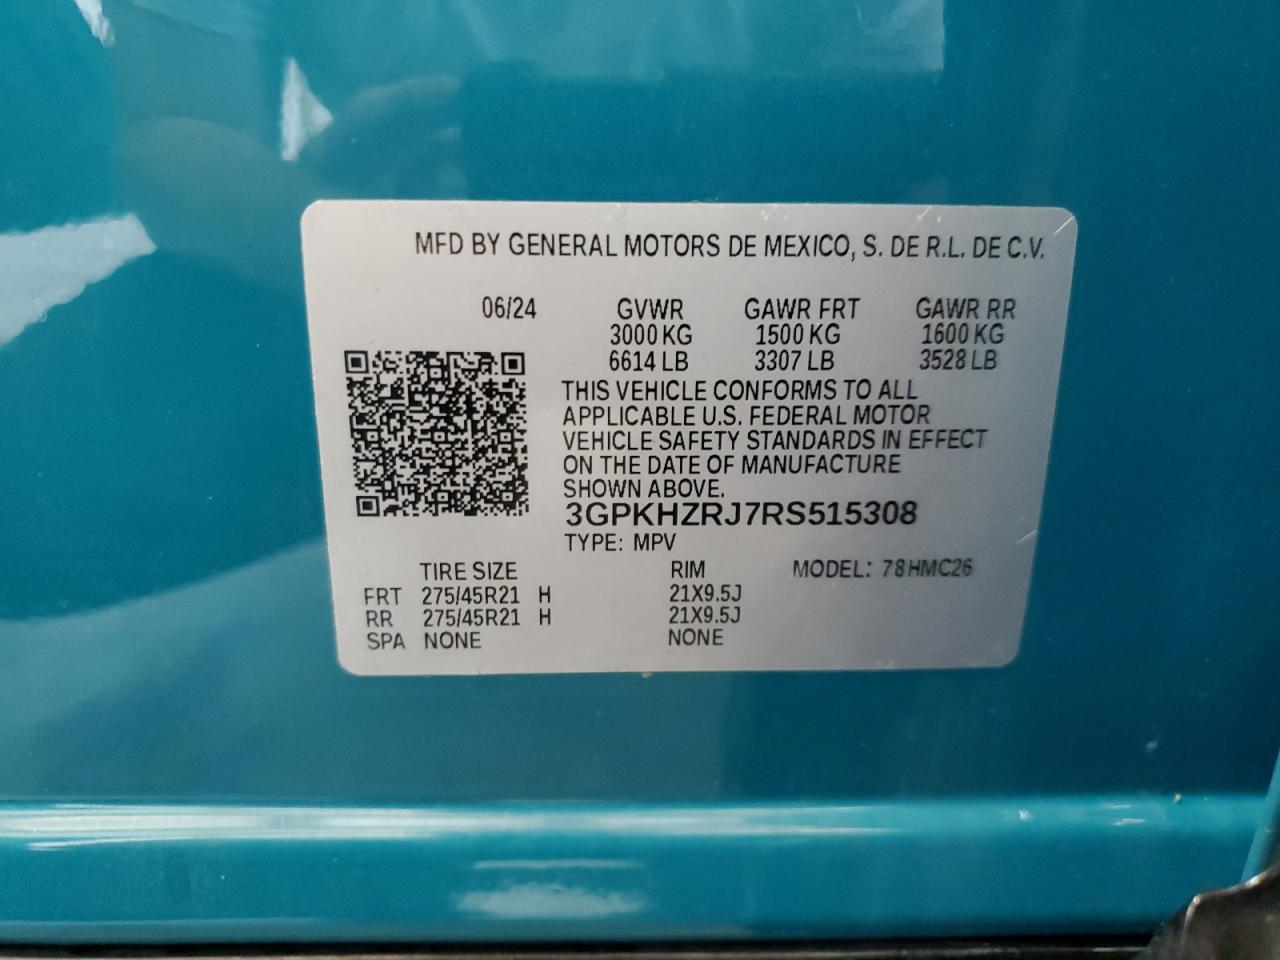 MFD BY GENERAL MOTORS DE MEXICO, S. DE R.L. DE C.V.
06/24 GVWR GAWR FRT GAWR RR
3000 KG 1500 KG 1600 KG
6614 LB 3307 LB 3528 LB
THIS VEHICLE CONFORMS TO ALL
APPLICABLE U.S. FEDERAL MOTOR
VEHICLE SAFETY STANDARDS IN EFFECT
ON THE DATE OF MANUFACTURE
SHOWN ABOVE.
3GPKHZRJ7RS515308
TYPE: MPV
TIRE SIZE RIM MODEL: 78HMC26
FRT 275/45R21 H 21X9.5J
RR 275/45R21 H 21X9.5J
SPA NONE NONE